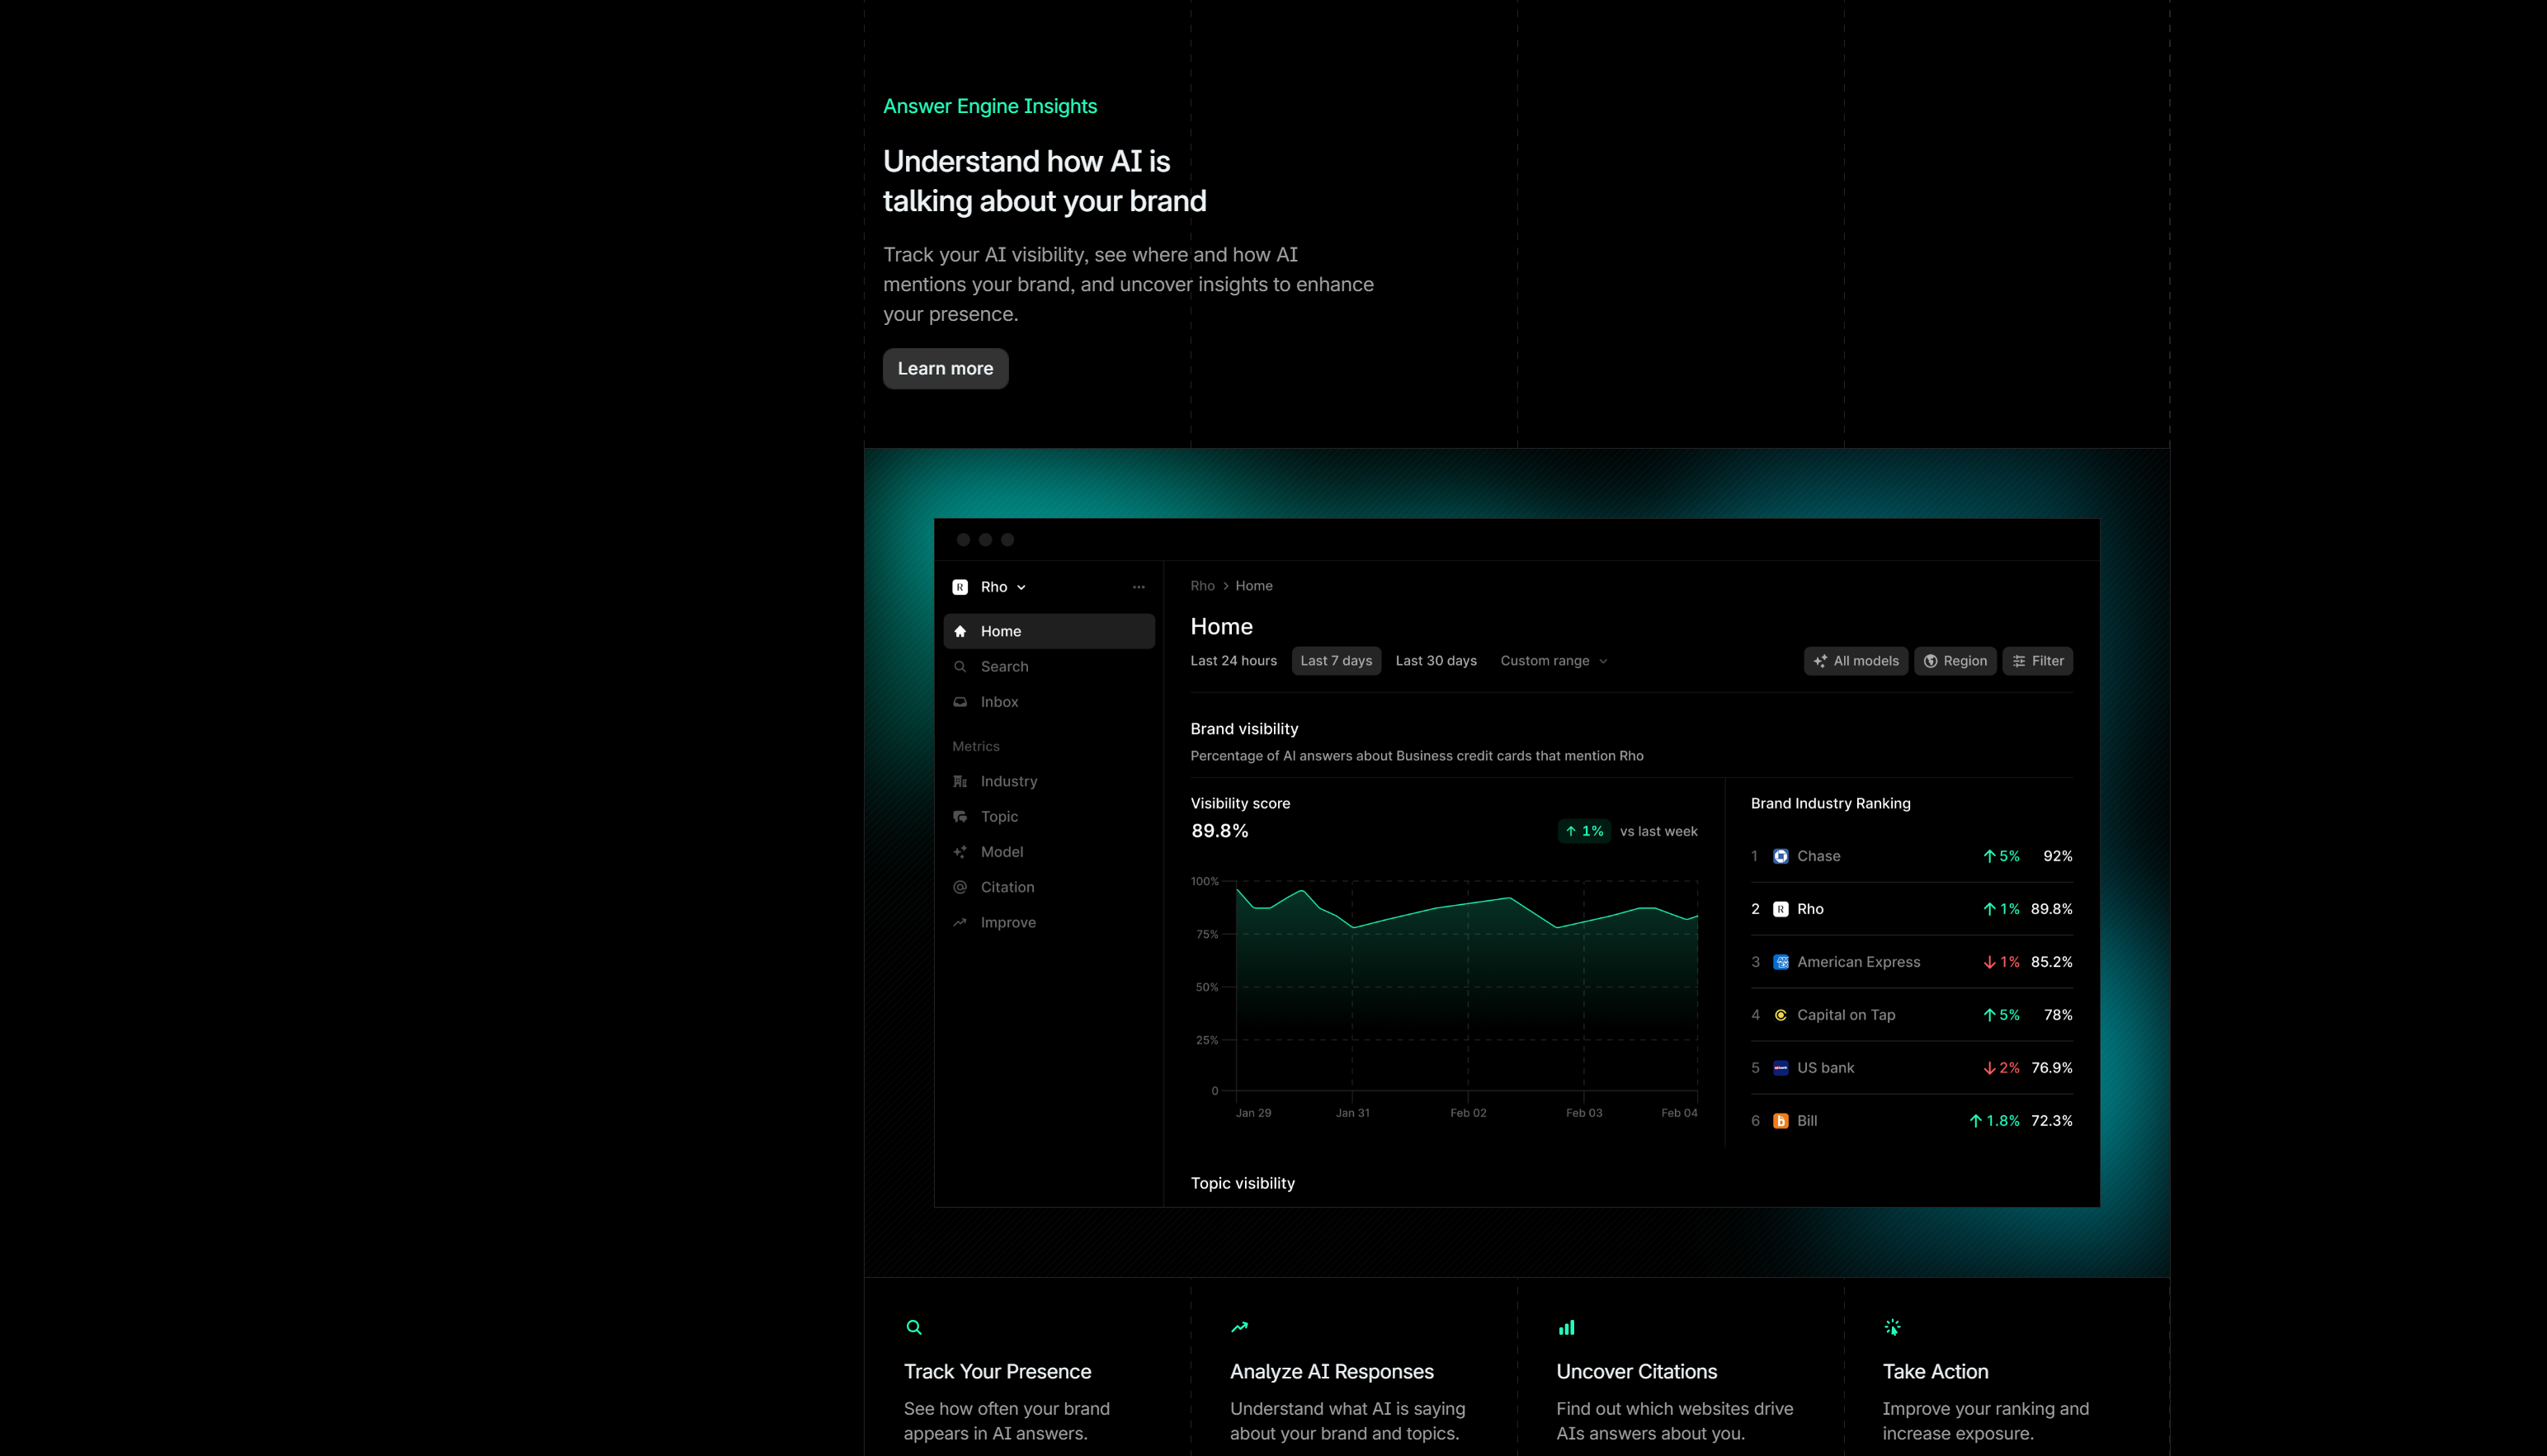 Answer Engine Insights
Understand how AI is
talking about your brand
Track your AI visibility, see where and how AI
mentions your brand, and uncover insights to enhance
your presence.
Learn more
R Rho
Home
Search
Inbox
Metrics
Industry
Topic
Model
Citation
Improve
Rho > Home
Home
Last 24 hours Last 7 days Last 30 days Custom range
All models Region Filter
Brand visibility
Percentage of AI answers about Business credit cards that mention Rho
Visibility score
89.8%
↑ 1% vs last week
100%
75%
50%
25%
0
Jan 29 Jan 31 Feb 02 Feb 03 Feb 04
Brand Industry Ranking
1 Chase ↑ 5% 92%
2 R Rho ↑ 1% 89.8%
3 American Express ↓ 1% 85.2%
4 Capital on Tap ↑ 5% 78%
5 US bank ↓ 2% 76.9%
6 b Bill ↑ 1.8% 72.3%
Topic visibility
Track Your Presence
See how often your brand
appears in AI answers.
Analyze AI Responses
Understand what AI is saying
about your brand and topics.
Uncover Citations
Find out which websites drive
AIs answers about you.
Take Action
Improve your ranking and
increase exposure.